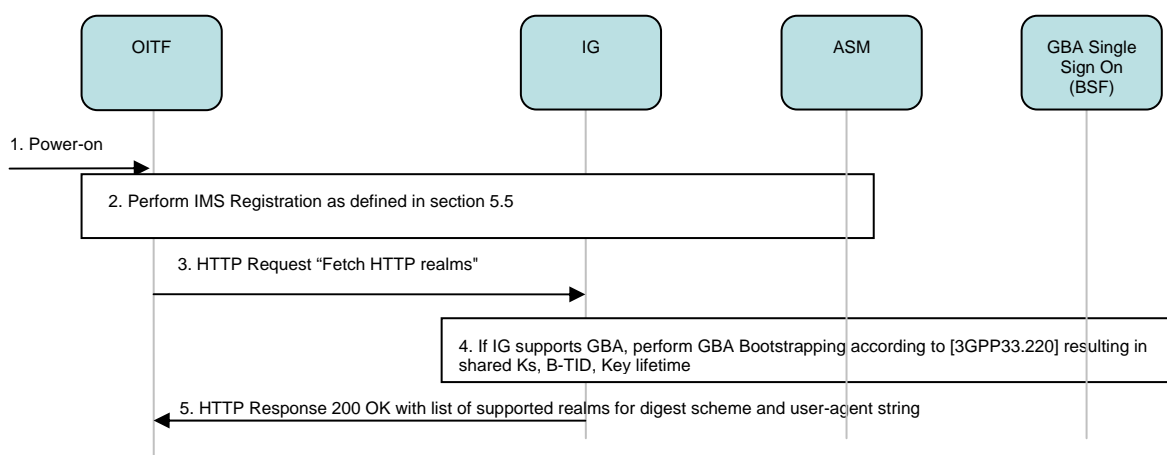 OITF
IG
ASM
GBA Single
Sign On
(BSF)
1. Power-on
2. Perform IMS Registration as defined in section 5.5
3. HTTP Request “Fetch HTTP realms"
4. If IG supports GBA, perform GBA Bootstrapping according to [3GPP33.220] resulting in
shared Ks, B-TID, Key lifetime
5. HTTP Response 200 OK with list of supported realms for digest scheme and user-agent string